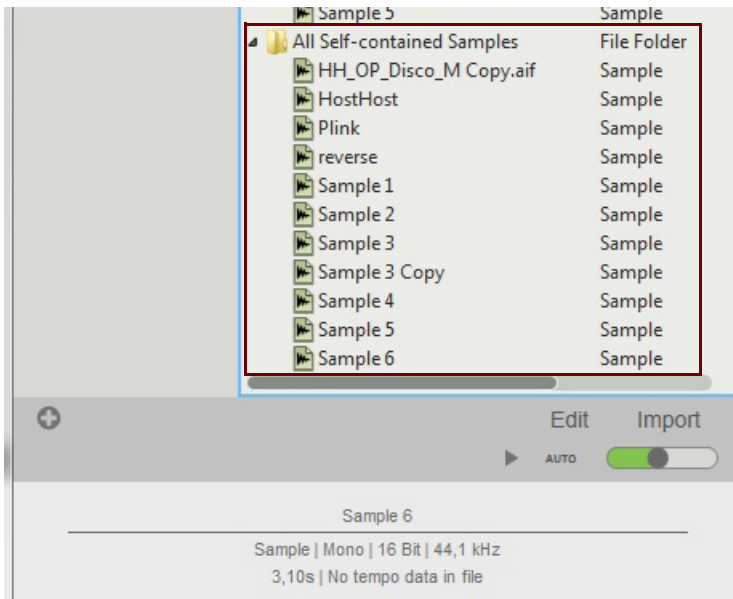 Sample 5 Sample
All Self-contained Samples File Folder
HH_OP_Disco_M Copy.aif Sample
HostHost Sample
Plink Sample
reverse Sample
Sample 1 Sample
Sample 2 Sample
Sample 3 Sample
Sample 3 Copy Sample
Sample 4 Sample
Sample 5 Sample
Sample 6 Sample
Edit Import
AUTO
Sample 6
Sample | Mono | 16 Bit | 44,1 kHz
3,10s | No tempo data in file